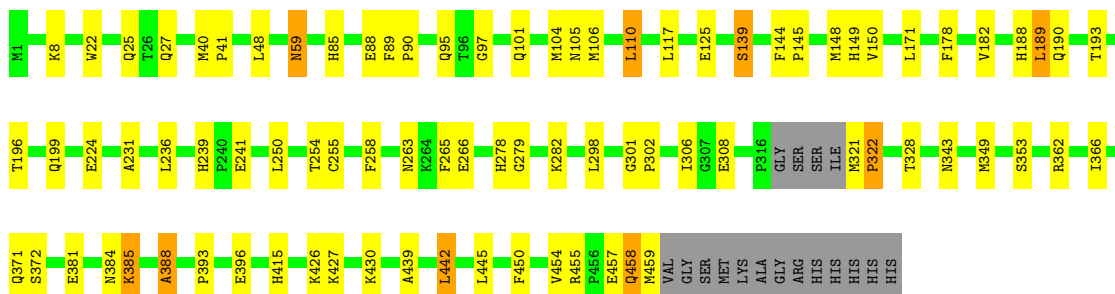 M1 K8 W22 Q25 T26 Q27 M40 P41 L48 N59 H85 E88 F89 P90 Q95 T96 G97 Q101 M104 N105 M106 L110 L117 E125 S139 F144 P145 M148 H149 V150 L171 F178 V182 H188 L189 Q190 T193
T196 Q199 E224 A231 L236 H239 P240 E241 L250 T254 C255 F258 N263 K264 F265 E266 H278 G279 K282 L298 G301 P302 I306 G307 E308 P316 GLY SER SER ILE M321 P322 T328 N343 M349 S353 R362 I366
Q371 S372 E381 N384 K385 A388 P393 E396 H415 K426 K427 K430 A439 L442 L445 F450 V454 R455 P456 E457 Q458 M459 VAL GLY SER MET LYS ALA GLY ARG HIS HIS HIS HIS HIS HIS